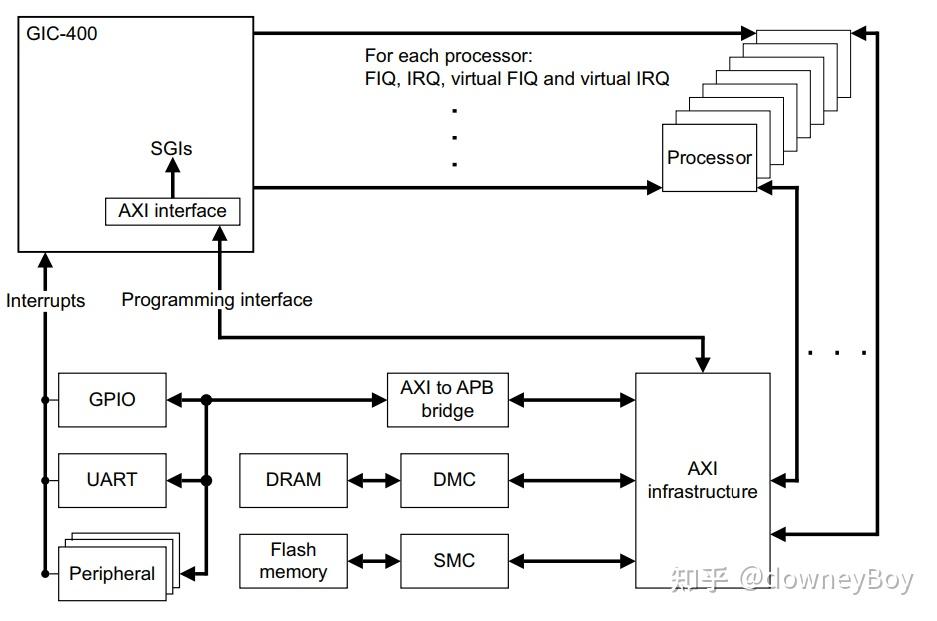 GIC-400
For each processor:
FIQ, IRQ, virtual FIQ and virtual IRQ
SGIs
AXI interface
Processor
Interrupts
Programming interface
GPIO
AXI to APB
bridge
UART
DRAM
DMC
AXI
infrastructure
Peripheral
Flash
memory
SMC
知乎 @downeyBoy